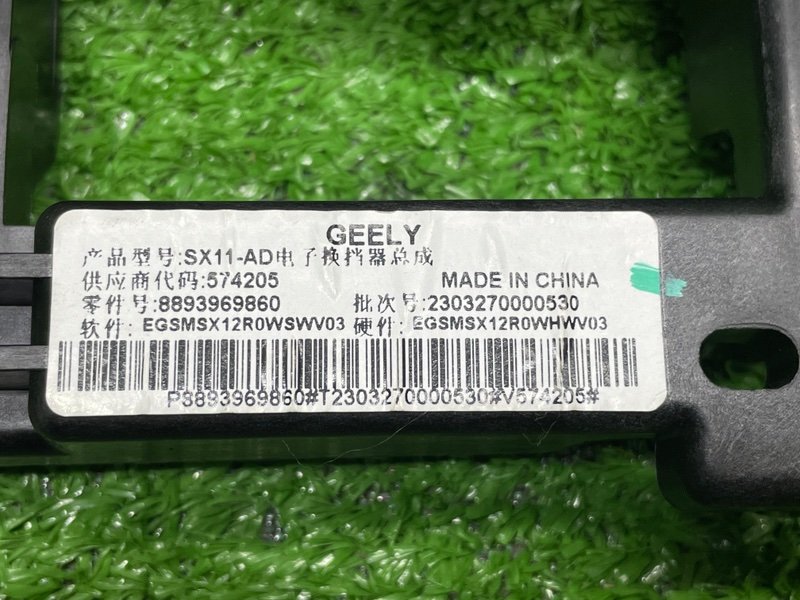 GEELY
产品型号:SX11-AD电子换挡器总成
供应商代码:574205 MADE IN CHINA
零件号:8893969860 批次号:2303270000530
软件: EGSMSX12R0WSWV03 硬件: EGSMSX12R0WHWV03
P8893969860#T2303270000530#V574205#